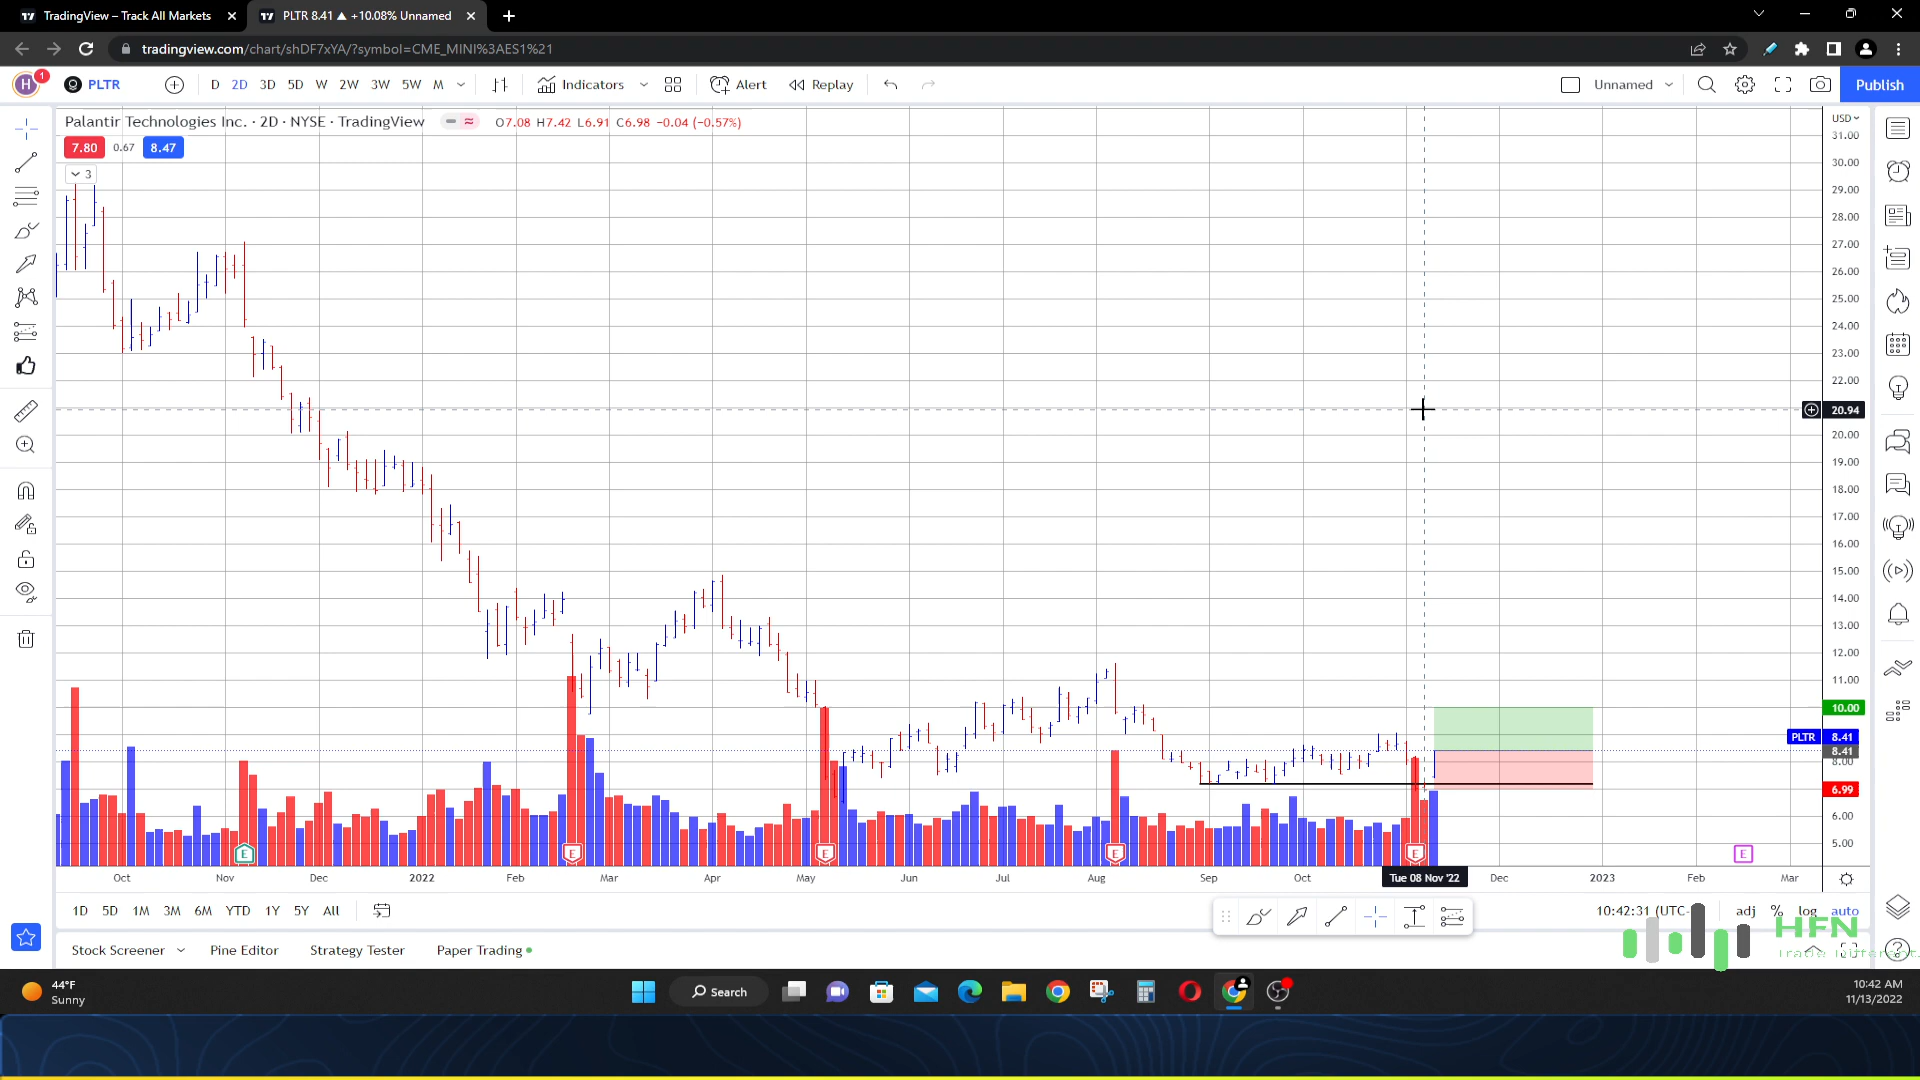 TradingView – Track All Markets
PLTR 8.41 ▲ +10.08% Unnamed
tradingview.com/chart/shDF7xYA/?symbol=CME_MINI%3AES1%21
H 1 PLTR D 2D 3D 5D W 2W 3W 5W M Indicators Alert Replay Unnamed Publish
Palantir Technologies Inc. · 2D · NYSE · TradingView O7.08 H7.42 L6.91 C6.98 -0.04 (-0.57%)
USD
7.80 0.67 8.47
3
31.00
30.00
29.00
28.00
27.00
26.00
25.00
24.00
23.00
22.00
20.94
20.00
19.00
18.00
17.00
16.00
15.00
14.00
13.00
12.00
11.00
10.00
PLTR 8.41
8.41
8.00
6.99
6.00
5.00
E E E E E E
Oct Nov Dec 2022 Feb Mar Apr May Jun Jul Aug Sep Oct Tue 08 Nov '22 Dec 2023 Feb Mar
1D 5D 1M 3M 6M YTD 1Y 5Y All 10:42:31 (UTC- adj % log auto
HFN
Trade Different.
Stock Screener Pine Editor Strategy Tester Paper Trading
44°F
Sunny
Search
10:42 AM
11/13/2022